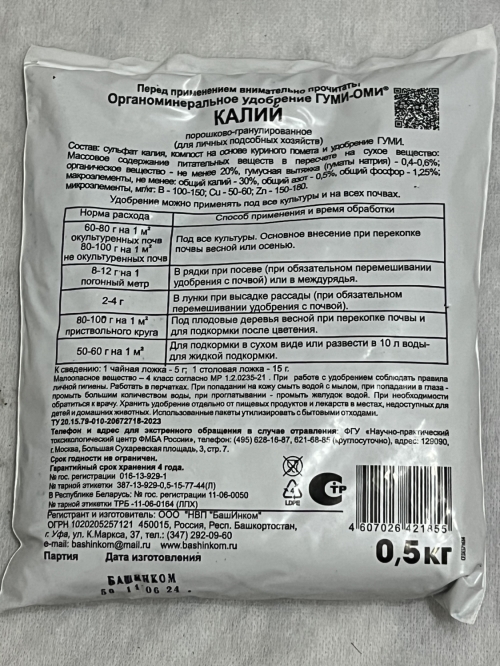 Перед применением внимательно прочитать!
Органоминеральное удобрение ГУМИ-ОМИ®
КАЛИЙ
порошково-гранулированное
(для личных подсобных хозяйств)
Состав: сульфат калия, компост на основе куриного помета и удобрение ГУМИ.
Массовое содержание питательных веществ в пересчете на сухое вещество:
органическое вещество - не менее 20%, гумусная вытяжка (гуматы натрия) - 0,4-0,6%;
макроэлементы, не менее: общий калий - 30%, общий азот - 0,5%, общий фосфор - 1,25%;
микроэлементы, мг/кг: B - 100-150; Cu - 50-60; Zn - 150-180.
Удобрение можно применять под все культуры и на всех почвах.
Норма расхода Способ применения и время обработки
60-80 г на 1 м²
окультуренных почв
80-100 г на 1 м²
не окультуренных почв
Под все культуры. Основное внесение при перекопке
почвы весной или осенью.
8-12 г на 1
погонный метр
В рядки при посеве (при обязательном перемешивании
удобрения с почвой) или в междурядья.
2-4 г
В лунки при высадке рассады (при обязательном
перемешивании удобрения с почвой).
80-100 г на 1 м²
приствольного круга
Под плодовые деревья весной при перекопке почвы и
для подкормки после цветения.
50-60 г на 1 м²
Для подкормки в сухом виде или развести в 10 л воды-
для жидкой подкормки.
К сведению: 1 чайная ложка - 5 г; 1 столовая ложка - 15 г.
Малоопасное вещество – 4 класс согласно МР 1.2.0235-21 . При работе с удобрением соблюдать правила
личной гигиены. Работать в перчатках. При попадании на кожу смыть водой с мылом, при попадании в глаза -
промыть большим количеством воды, при проглатывании - промыть желудок водой. При необходимости
обратиться к врачу. Хранить удобрение отдельно от пищевых продуктов и лекарств в местах, недоступных для
детей и домашних животных. Использованные пакеты утилизировать с бытовыми отходами.
ТУ 20.15.79-010-20672718-2023
Телефон и адрес для экстренного обращения в случае отравления: ФГУ «Научно-практический
токсикологический центр ФМБА России», телефон: (495) 628-16-87, 621-68-85 (круглосуточно), адрес: 129090,
г. Москва, Большая Сухаревская площадь, 3, стр. 7.
Срок годности не ограничен.
Гарантийный срок хранения 4 года.
№ гос. регистрации 016-13-929-1
№ тарной этикетки 387-13-929-0,5-15-77-44(Л)
В Республике Беларусь: № гос. регистрации 11-06-0050
№ тарной этикетки ТРБ -11-06-0164 (ЛПХ)
Регистрант и изготовитель: ООО "НВП "БашИнком"
ОГРН 1020205257121 450015, Россия, Респ. Башкортостан,
г. Уфа, ул. К.Маркса, 37, тел.: (347) 292-09-60
e-mail: bashinkom@mail.ru www.bashinkom.ru
Партия Дата изготовления
БАШИНКОМ
11 06 24
4
LDPE
СТР
4 607026 421855
0,5 кг